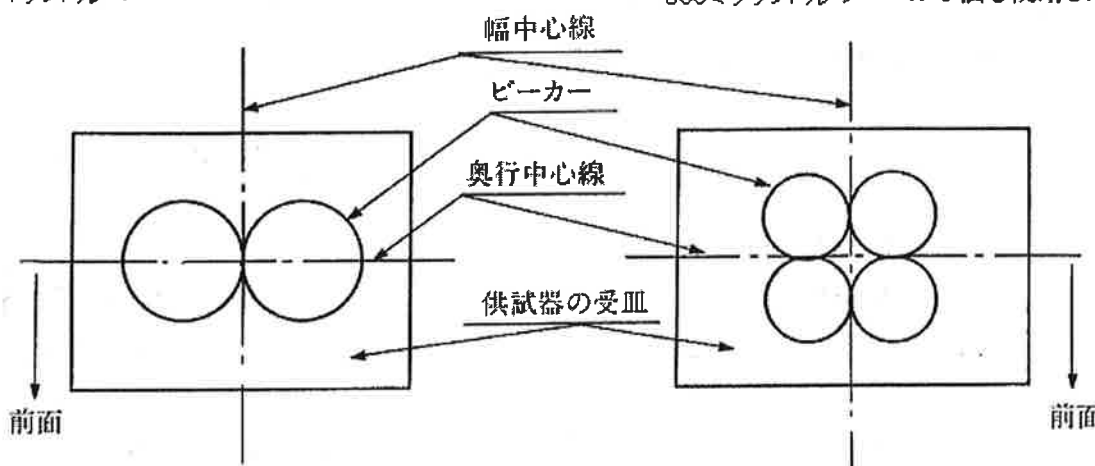 幅中心線
ビーカー
奥行中心線
供試器の受皿
前面
前面